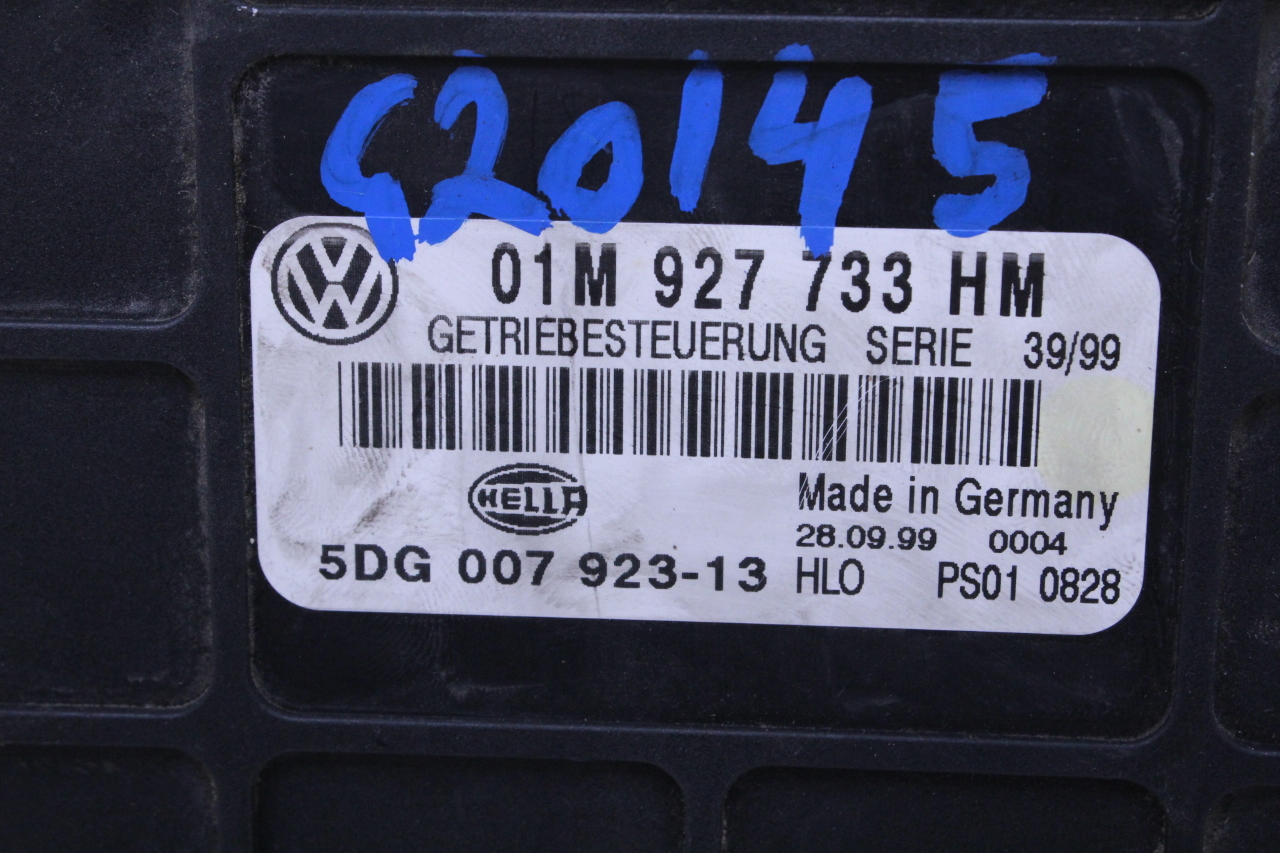 G20145
01M 927 733 HM
GETRIEBESTEUERUNG SERIE 39/99
HELLA
Made in Germany
28.09.99 0004
5DG 007 923-13 HLO PS01 0828